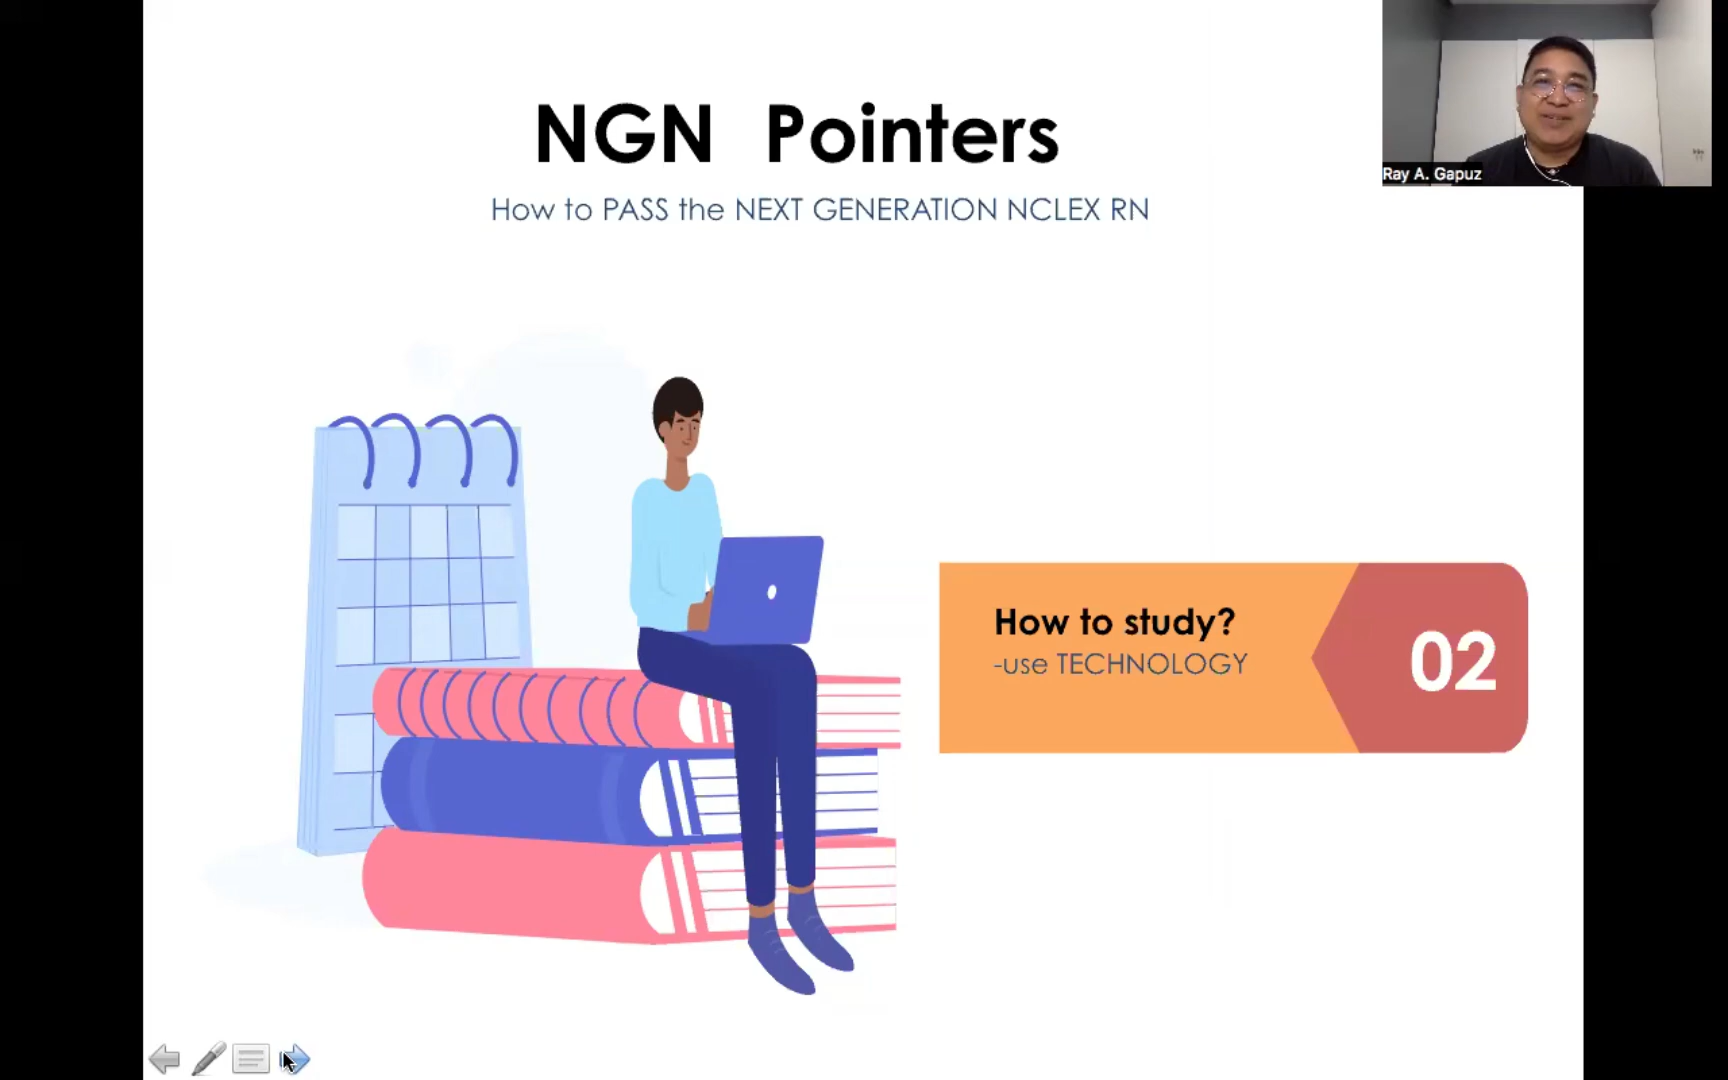 NGN Pointers
How to PASS the NEXT GENERATION NCLEX RN
Ray A. Gapuz
How to study?
-use TECHNOLOGY
02